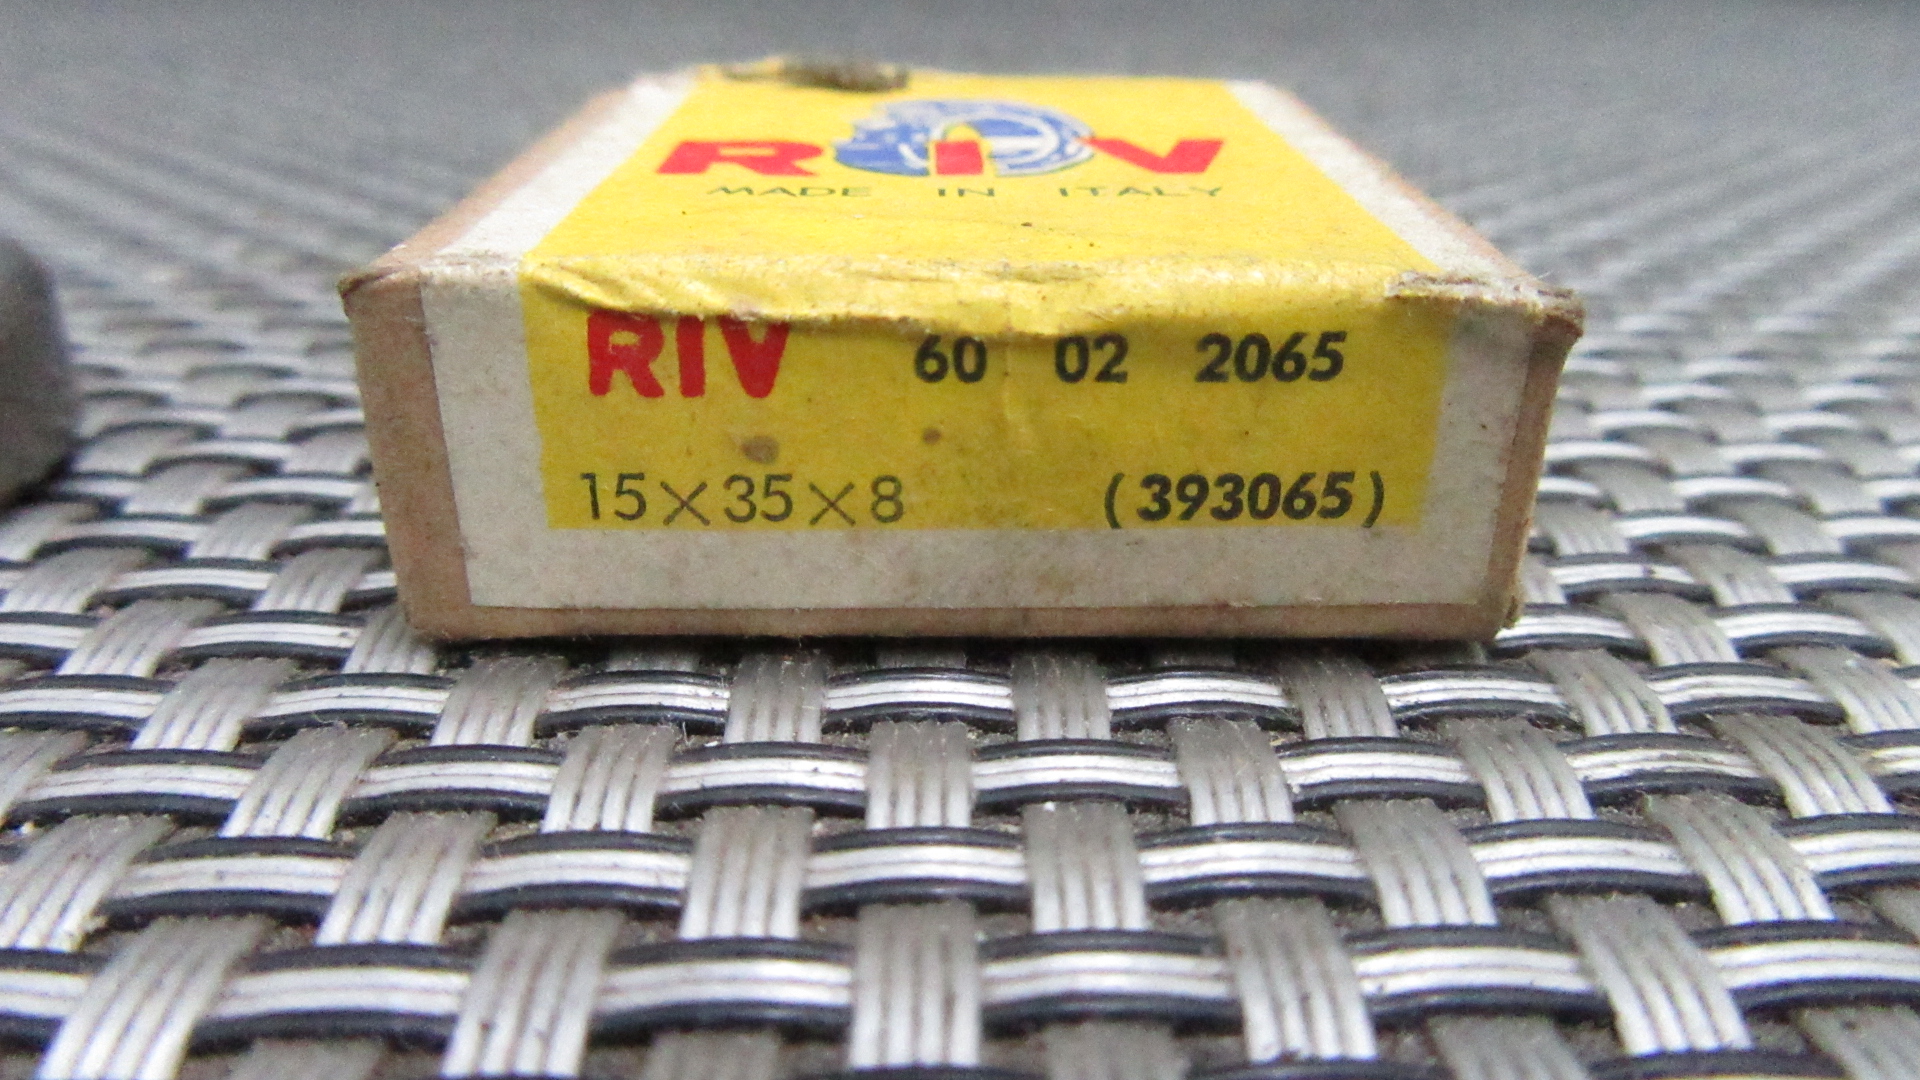 RIV
MADE IN ITALY
RIV 60 02 2065
15×35×8 (393065)